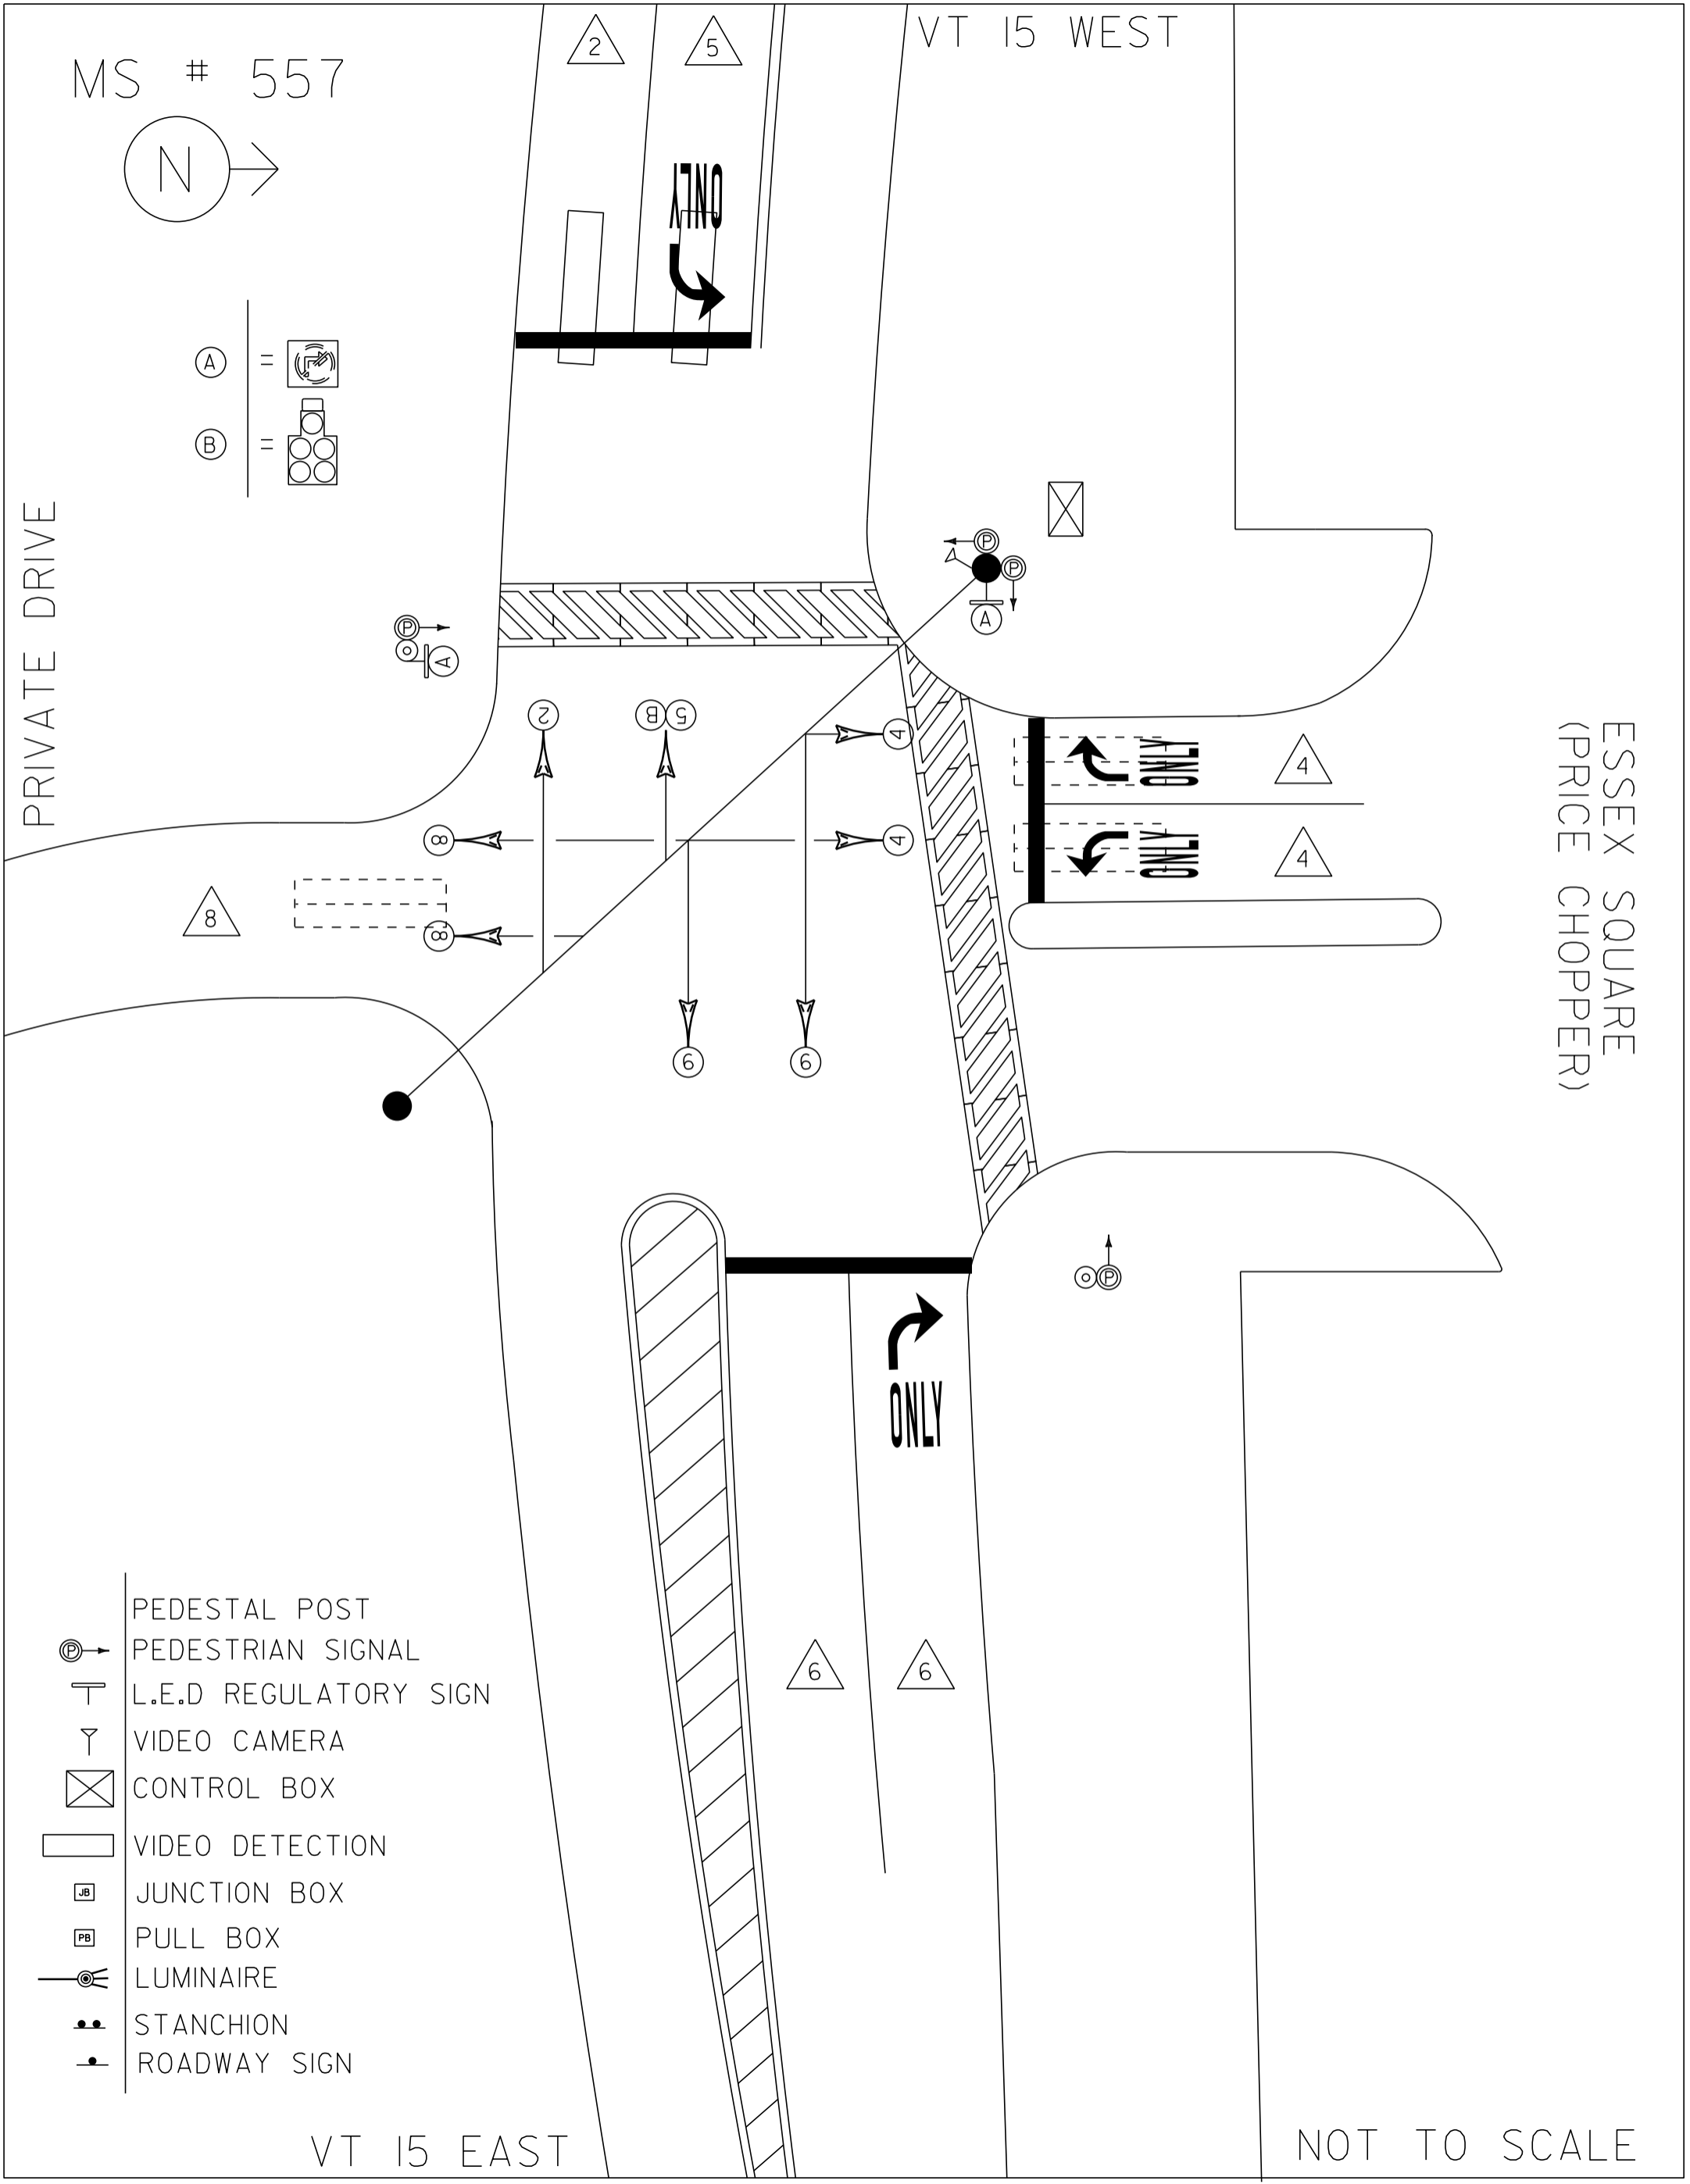 MS # 557
N
2
5
VT 15 WEST
ONLY
A =
B =
PRIVATE DRIVE
P
A
P
P
A
2
B 5
4
8
4
8
8
6
6
ONLY
4
ONLY
4
ESSEX SQUARE
(PRICE CHOPPER)
P
ONLY
6
6
PEDESTAL POST
P PEDESTRIAN SIGNAL
L.E.D REGULATORY SIGN
VIDEO CAMERA
CONTROL BOX
VIDEO DETECTION
JB JUNCTION BOX
PB PULL BOX
LUMINAIRE
STANCHION
ROADWAY SIGN
VT 15 EAST
NOT TO SCALE